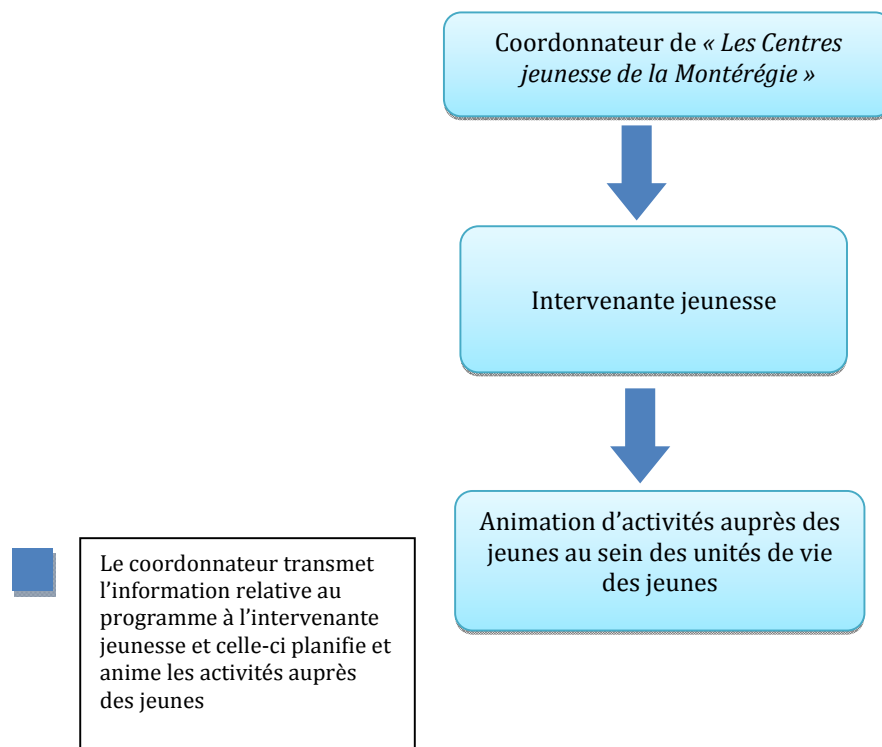 Coordonnateur de « Les Centres
jeunesse de la Montérégie »
Intervenante jeunesse
Animation d’activités auprès des
jeunes au sein des unités de vie
des jeunes
Le coordonnateur transmet
l’information relative au
programme à l’intervenante
jeunesse et celle-ci planifie et
anime les activités auprès
des jeunes